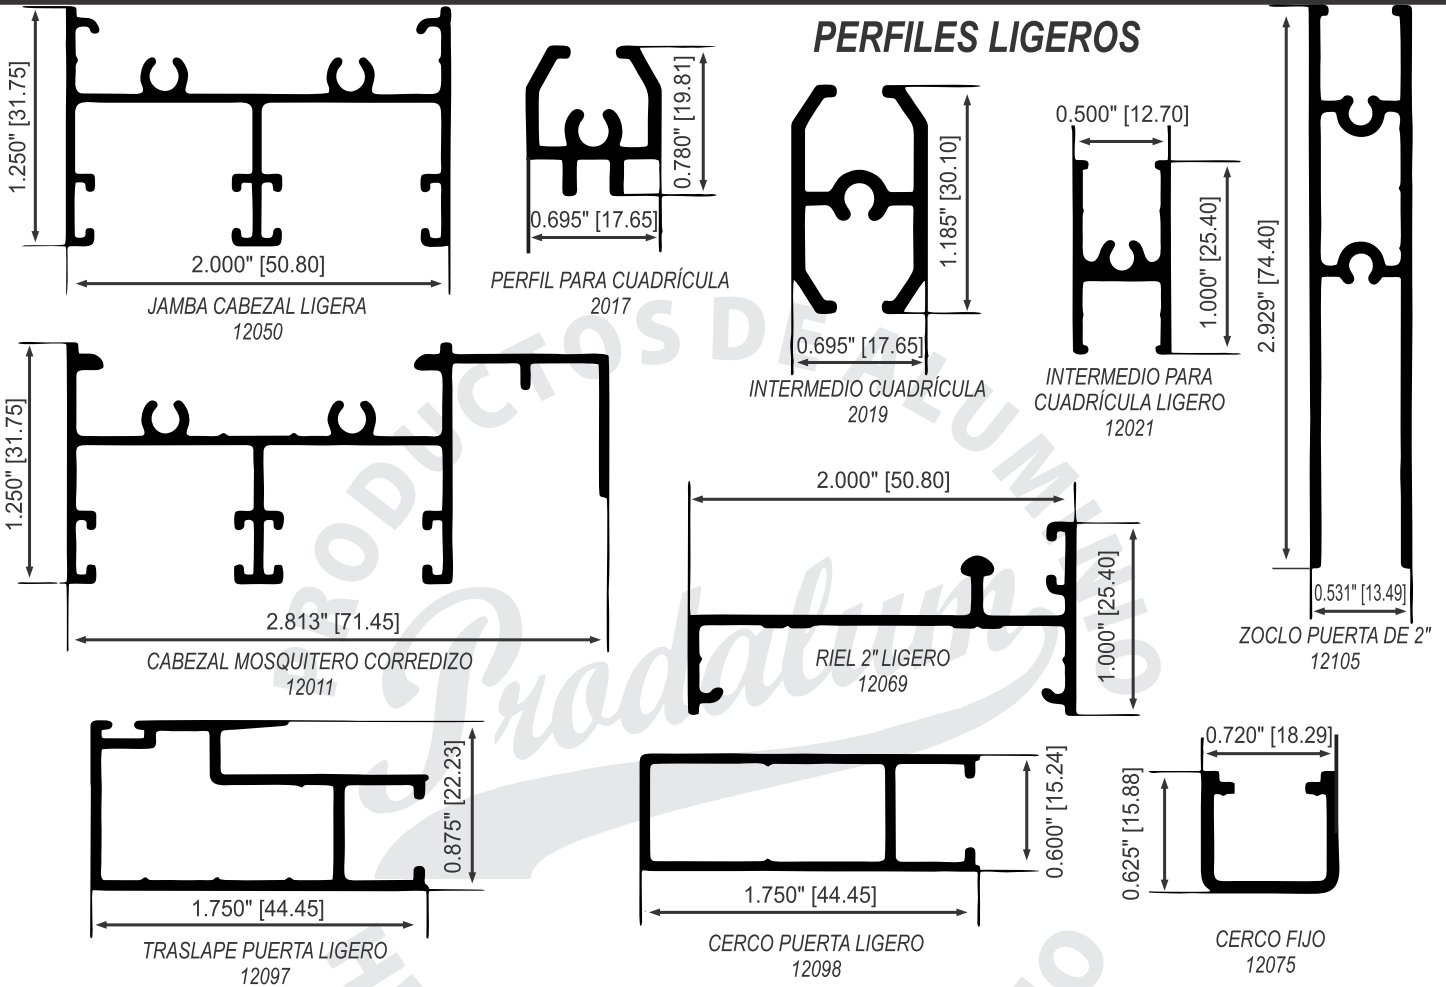 PERFILES LIGEROS
1.250" [31.75]
2.000" [50.80]
JAMBA CABEZAL LIGERA
12050
0.780" [19.81]
0.695" [17.65]
PERFIL PARA CUADRÍCULA
2017
1.185" [30.10]
0.695" [17.65]
INTERMEDIO CUADRÍCULA
2019
0.500" [12.70]
1.000" [25.40]
INTERMEDIO PARA
CUADRÍCULA LIGERO
12021
2.929" [74.40]
0.531" [13.49]
ZOCLO PUERTA DE 2"
12105
1.250" [31.75]
2.813" [71.45]
CABEZAL MOSQUITERO CORREDIZO
12011
2.000" [50.80]
1.000" [25.40]
RIEL 2" LIGERO
12069
0.875" [22.23]
1.750" [44.45]
TRASLAPE PUERTA LIGERO
12097
0.600" [15.24]
1.750" [44.45]
CERCO PUERTA LIGERO
12098
0.720" [18.29]
0.625" [15.88]
CERCO FIJO
12075
PRODUCTOS DE ALUMINIO
Prodalum